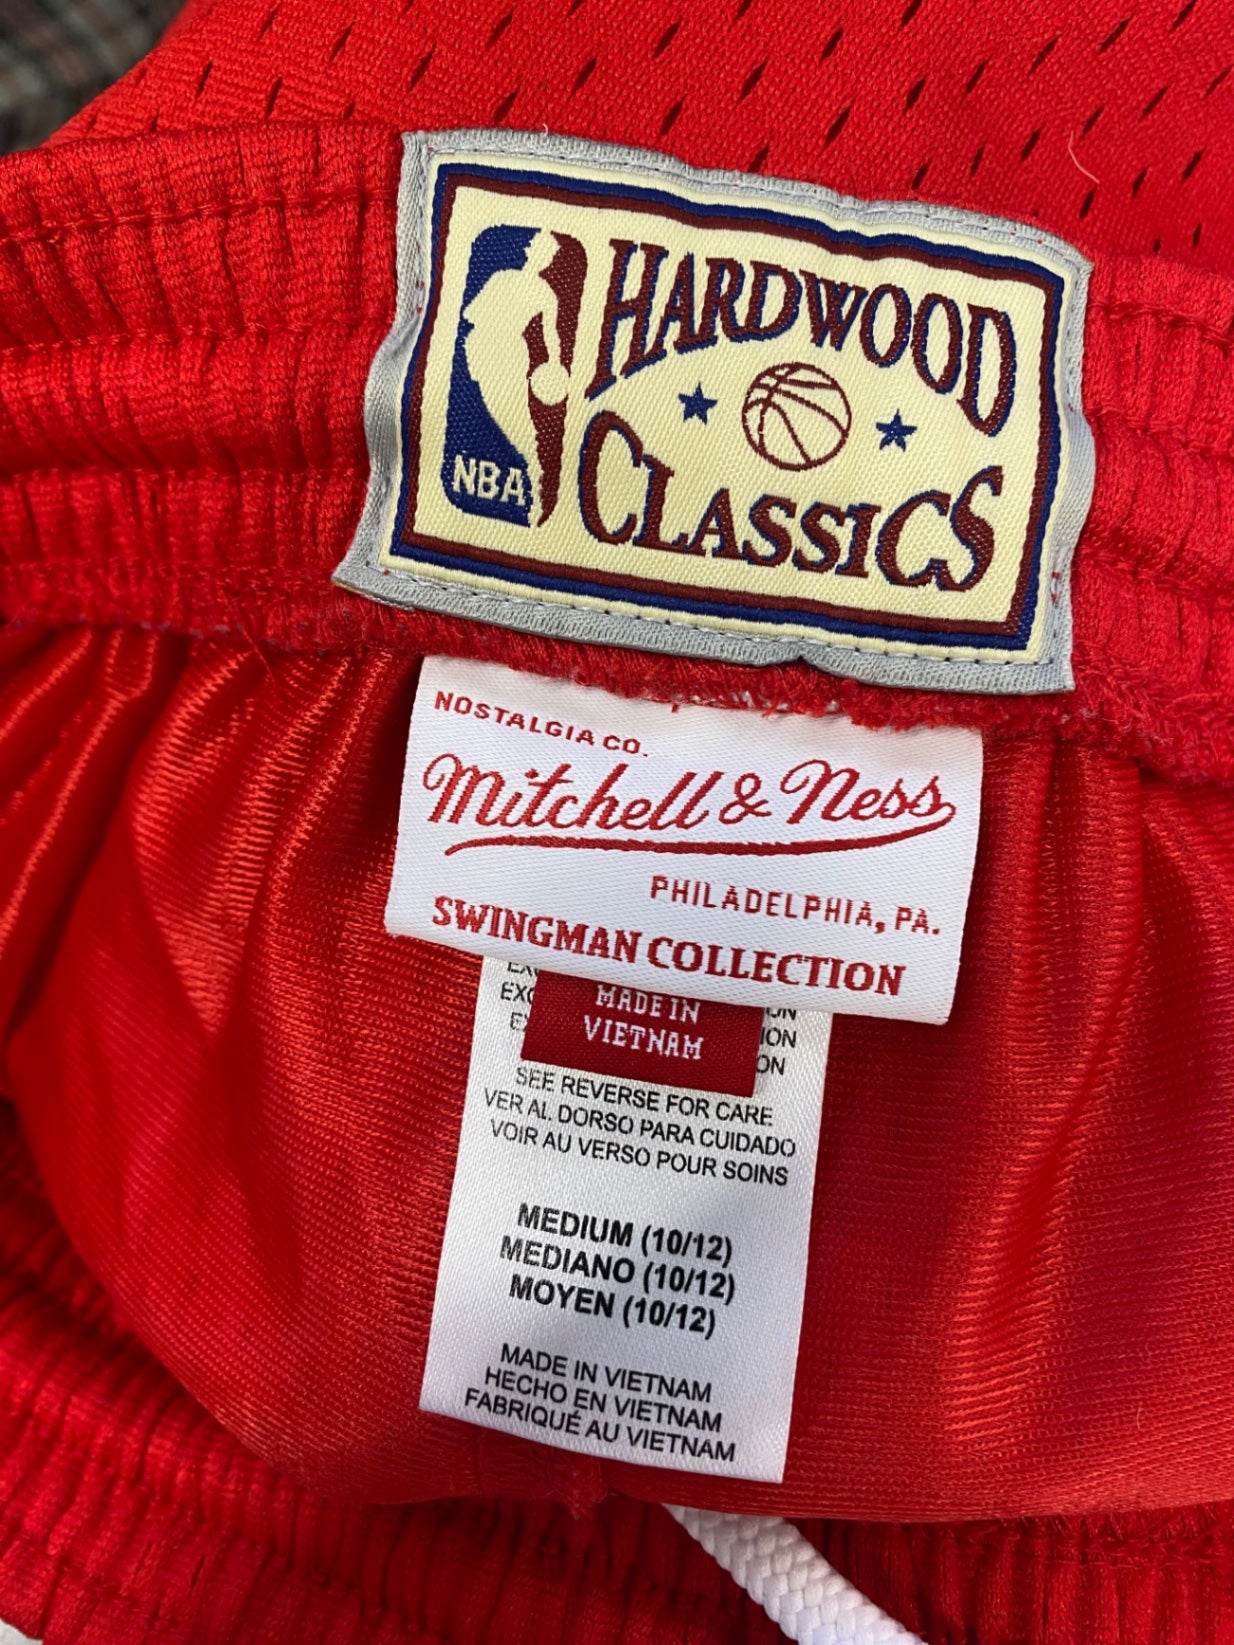 HARDWOOD
CLASSICS
NBA
NOSTALGIA CO.
Mitchell & Ness
PHILADELPHIA, PA.
SWINGMAN COLLECTION
MADE IN
VIETNAM
SEE REVERSE FOR CARE
VER AL DORSO PARA CUIDADO
VOIR AU VERSO POUR SOINS
MEDIUM (10/12)
MEDIANO (10/12)
MOYEN (10/12)
MADE IN VIETNAM
HECHO EN VIETNAM
FABRIQUÉ AU VIETNAM